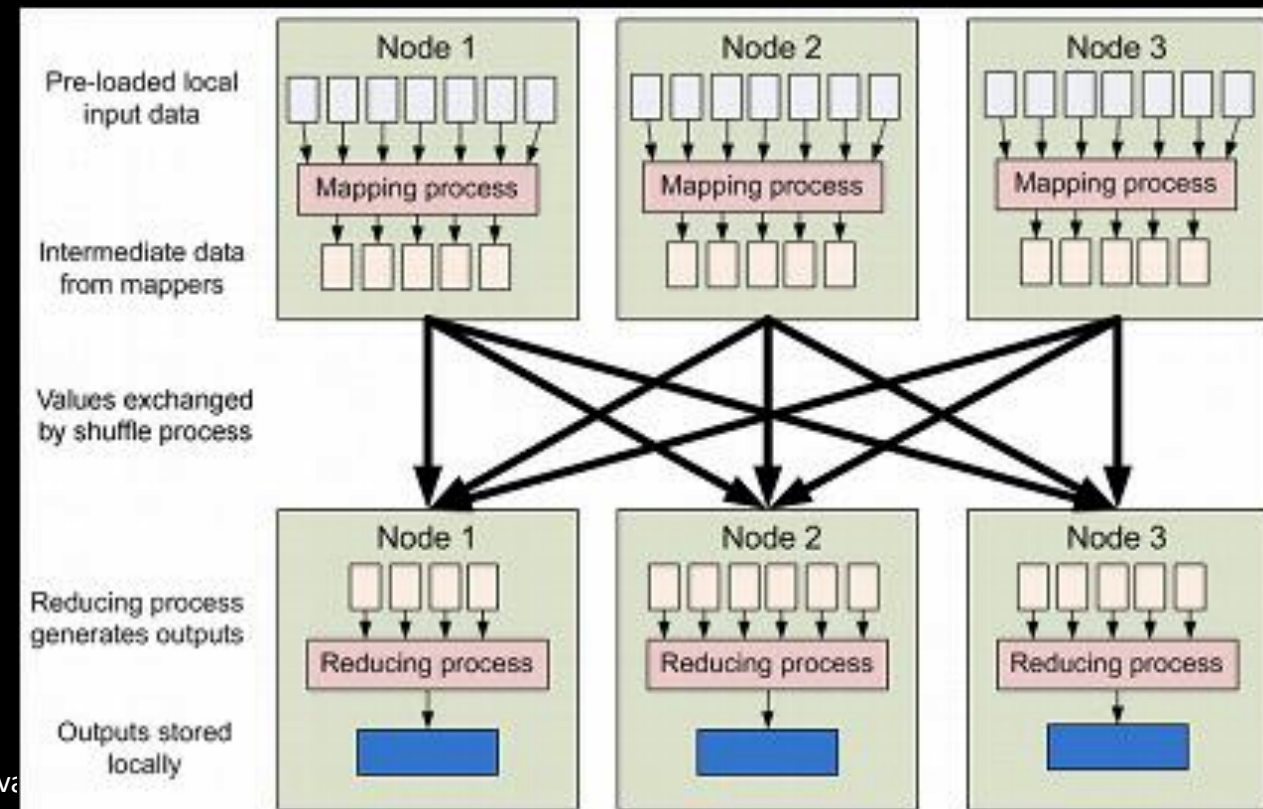 Node 1
Node 2
Node 3
Pre-loaded local
input data
Mapping process
Mapping process
Mapping process
Intermediate data
from mappers
Values exchanged
by shuffle process
Node 1
Node 2
Node 3
Reducing process
generates outputs
Reducing process
Reducing process
Reducing process
Outputs stored
locally